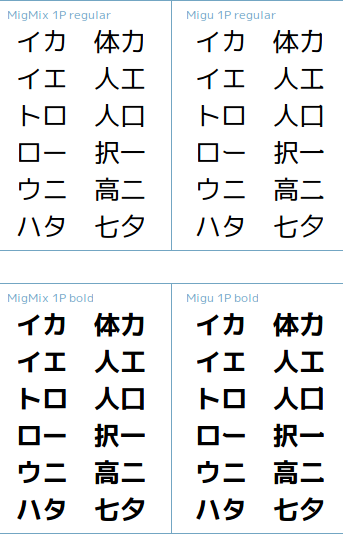 MigMix 1P regular
イカ 体力
イエ 人工
トロ 人口
ロー 択一
ウニ 高二
ハタ 七夕
Migu 1P regular
イカ 体力
イエ 人工
トロ 人口
ロー 択一
ウニ 高二
ハタ 七夕
MigMix 1P bold
イカ 体力
イエ 人工
トロ 人口
ロー 択一
ウニ 高二
ハタ 七夕
Migu 1P bold
イカ 体力
イエ 人工
トロ 人口
ロー 択一
ウニ 高二
ハタ 七夕